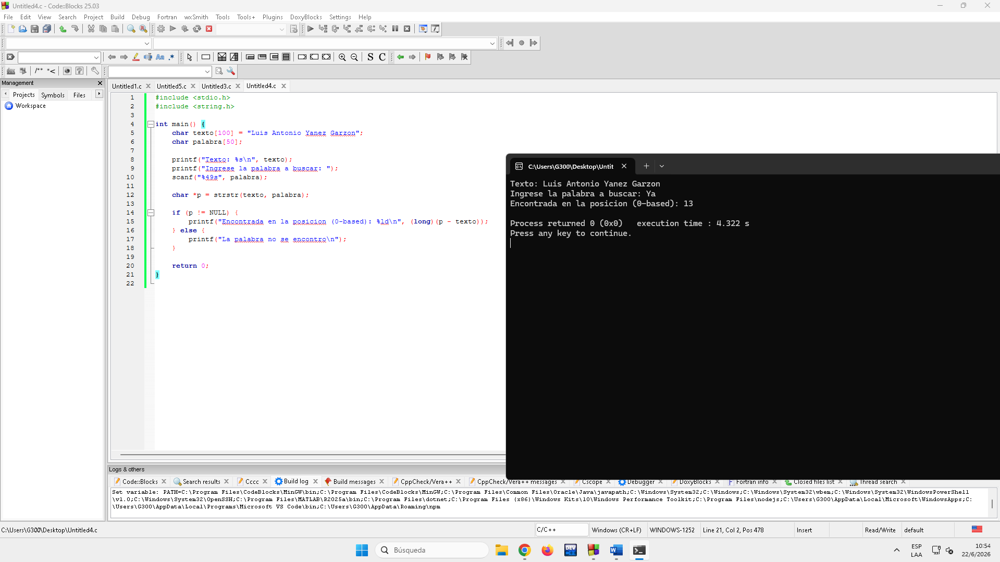 Untitled4.c - Code::Blocks 25.03
File Edit View Search Project Build Debug Fortran wxSmith Tools Tools+ Plugins DoxyBlocks Settings Help
Aa .* S C
/** *<
Management
Projects Symbols Files
Workspace
Untitled1.c Untitled5.c Untitled3.c Untitled4.c
1 #include <stdio.h>
2 #include <string.h>
3
4 int main() {
5 char texto[100] = "Luis Antonio Yanez Garzon";
6 char palabra[50];
7
8 printf("Texto: %s\n", texto);
9 printf("Ingrese la palabra a buscar: ");
10 scanf("%49s", palabra);
11
12 char *p = strstr(texto, palabra);
13
14 if (p != NULL) {
15 printf("Encontrada en la posicion (0-based): %ld\n", (long)(p - texto));
16 } else {
17 printf("La palabra no se encontro\n");
18 }
19
20 return 0;
21 }
22
C:\Users\G300\Desktop\Untit
Texto: Luis Antonio Yanez Garzon
Ingrese la palabra a buscar: Ya
Encontrada en la posicion (0-based): 13
Process returned 0 (0x0) execution time : 4.322 s
Press any key to continue.
Logs & others
Code::Blocks Search results Cccc Build log Build messages CppCheck/Vera++ CppCheck/Vera++ messages Cscope Debugger DoxyBlocks Fortran info Closed files list Thread search
Set variable: PATH=C:\Program Files\CodeBlocks\MinGW\bin;C:\Program Files\CodeBlocks\MinGW;C:\Program Files\Common Files\Oracle\Java\javapath;C:\Windows\System32;C:\Windows;C:\Windows\System32\wbem;C:\Windows\System32\WindowsPowerShell
\v1.0;C:\Windows\System32\OpenSSH;C:\Program Files\MATLAB\R2025a\bin;C:\Program Files\dotnet;C:\Program Files (x86)\Windows Kits\10\Windows Performance Toolkit;C:\Program Files\nodejs;C:\Users\G300\AppData\Local\Microsoft\WindowsApps;C:
\Users\G300\AppData\Local\Programs\Microsoft VS Code\bin;C:\Users\G300\AppData\Roaming\npm
C:\Users\G300\Desktop\Untitled4.c C/C++ Windows (CR+LF) WINDOWS-1252 Line 21, Col 2, Pos 478 Insert Read/Write default
Búsqueda
DEV
ESP
LAA
10:54
22/6/2026